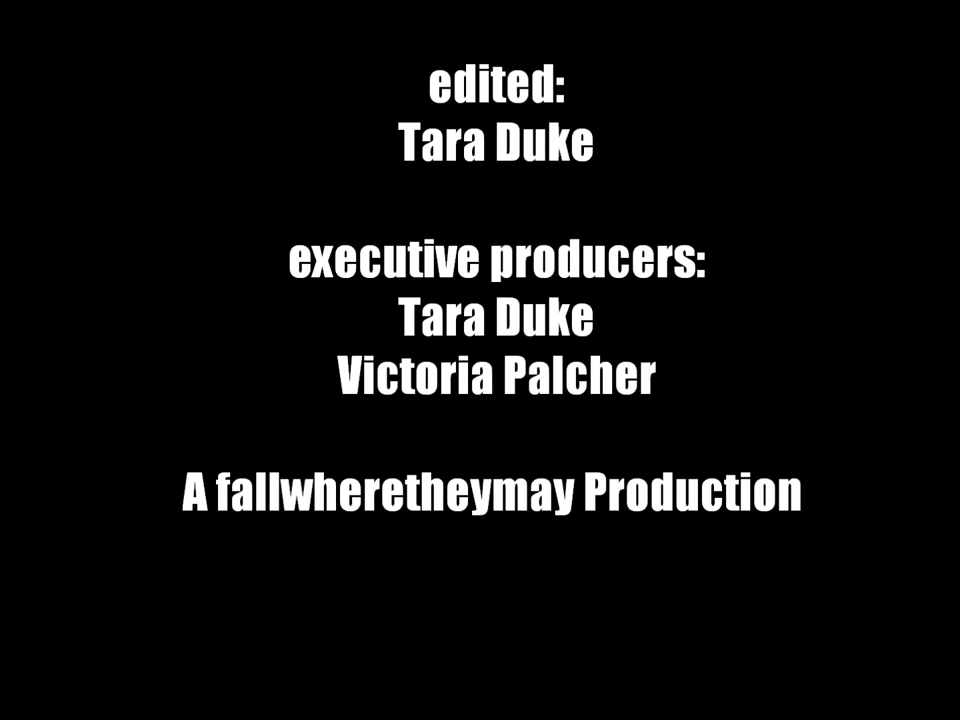 edited:
Tara Duke
executive producers:
Tara Duke
Victoria Palcher
A fallwheretheymay Production